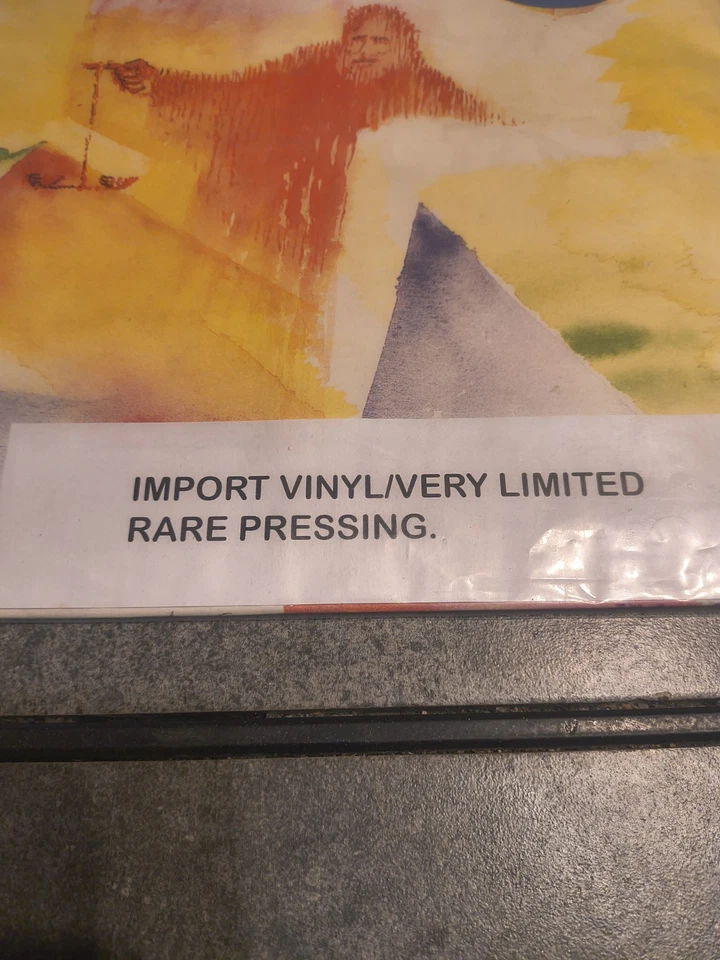 IMPORT VINYL/VERY LIMITED
RARE PRESSING.